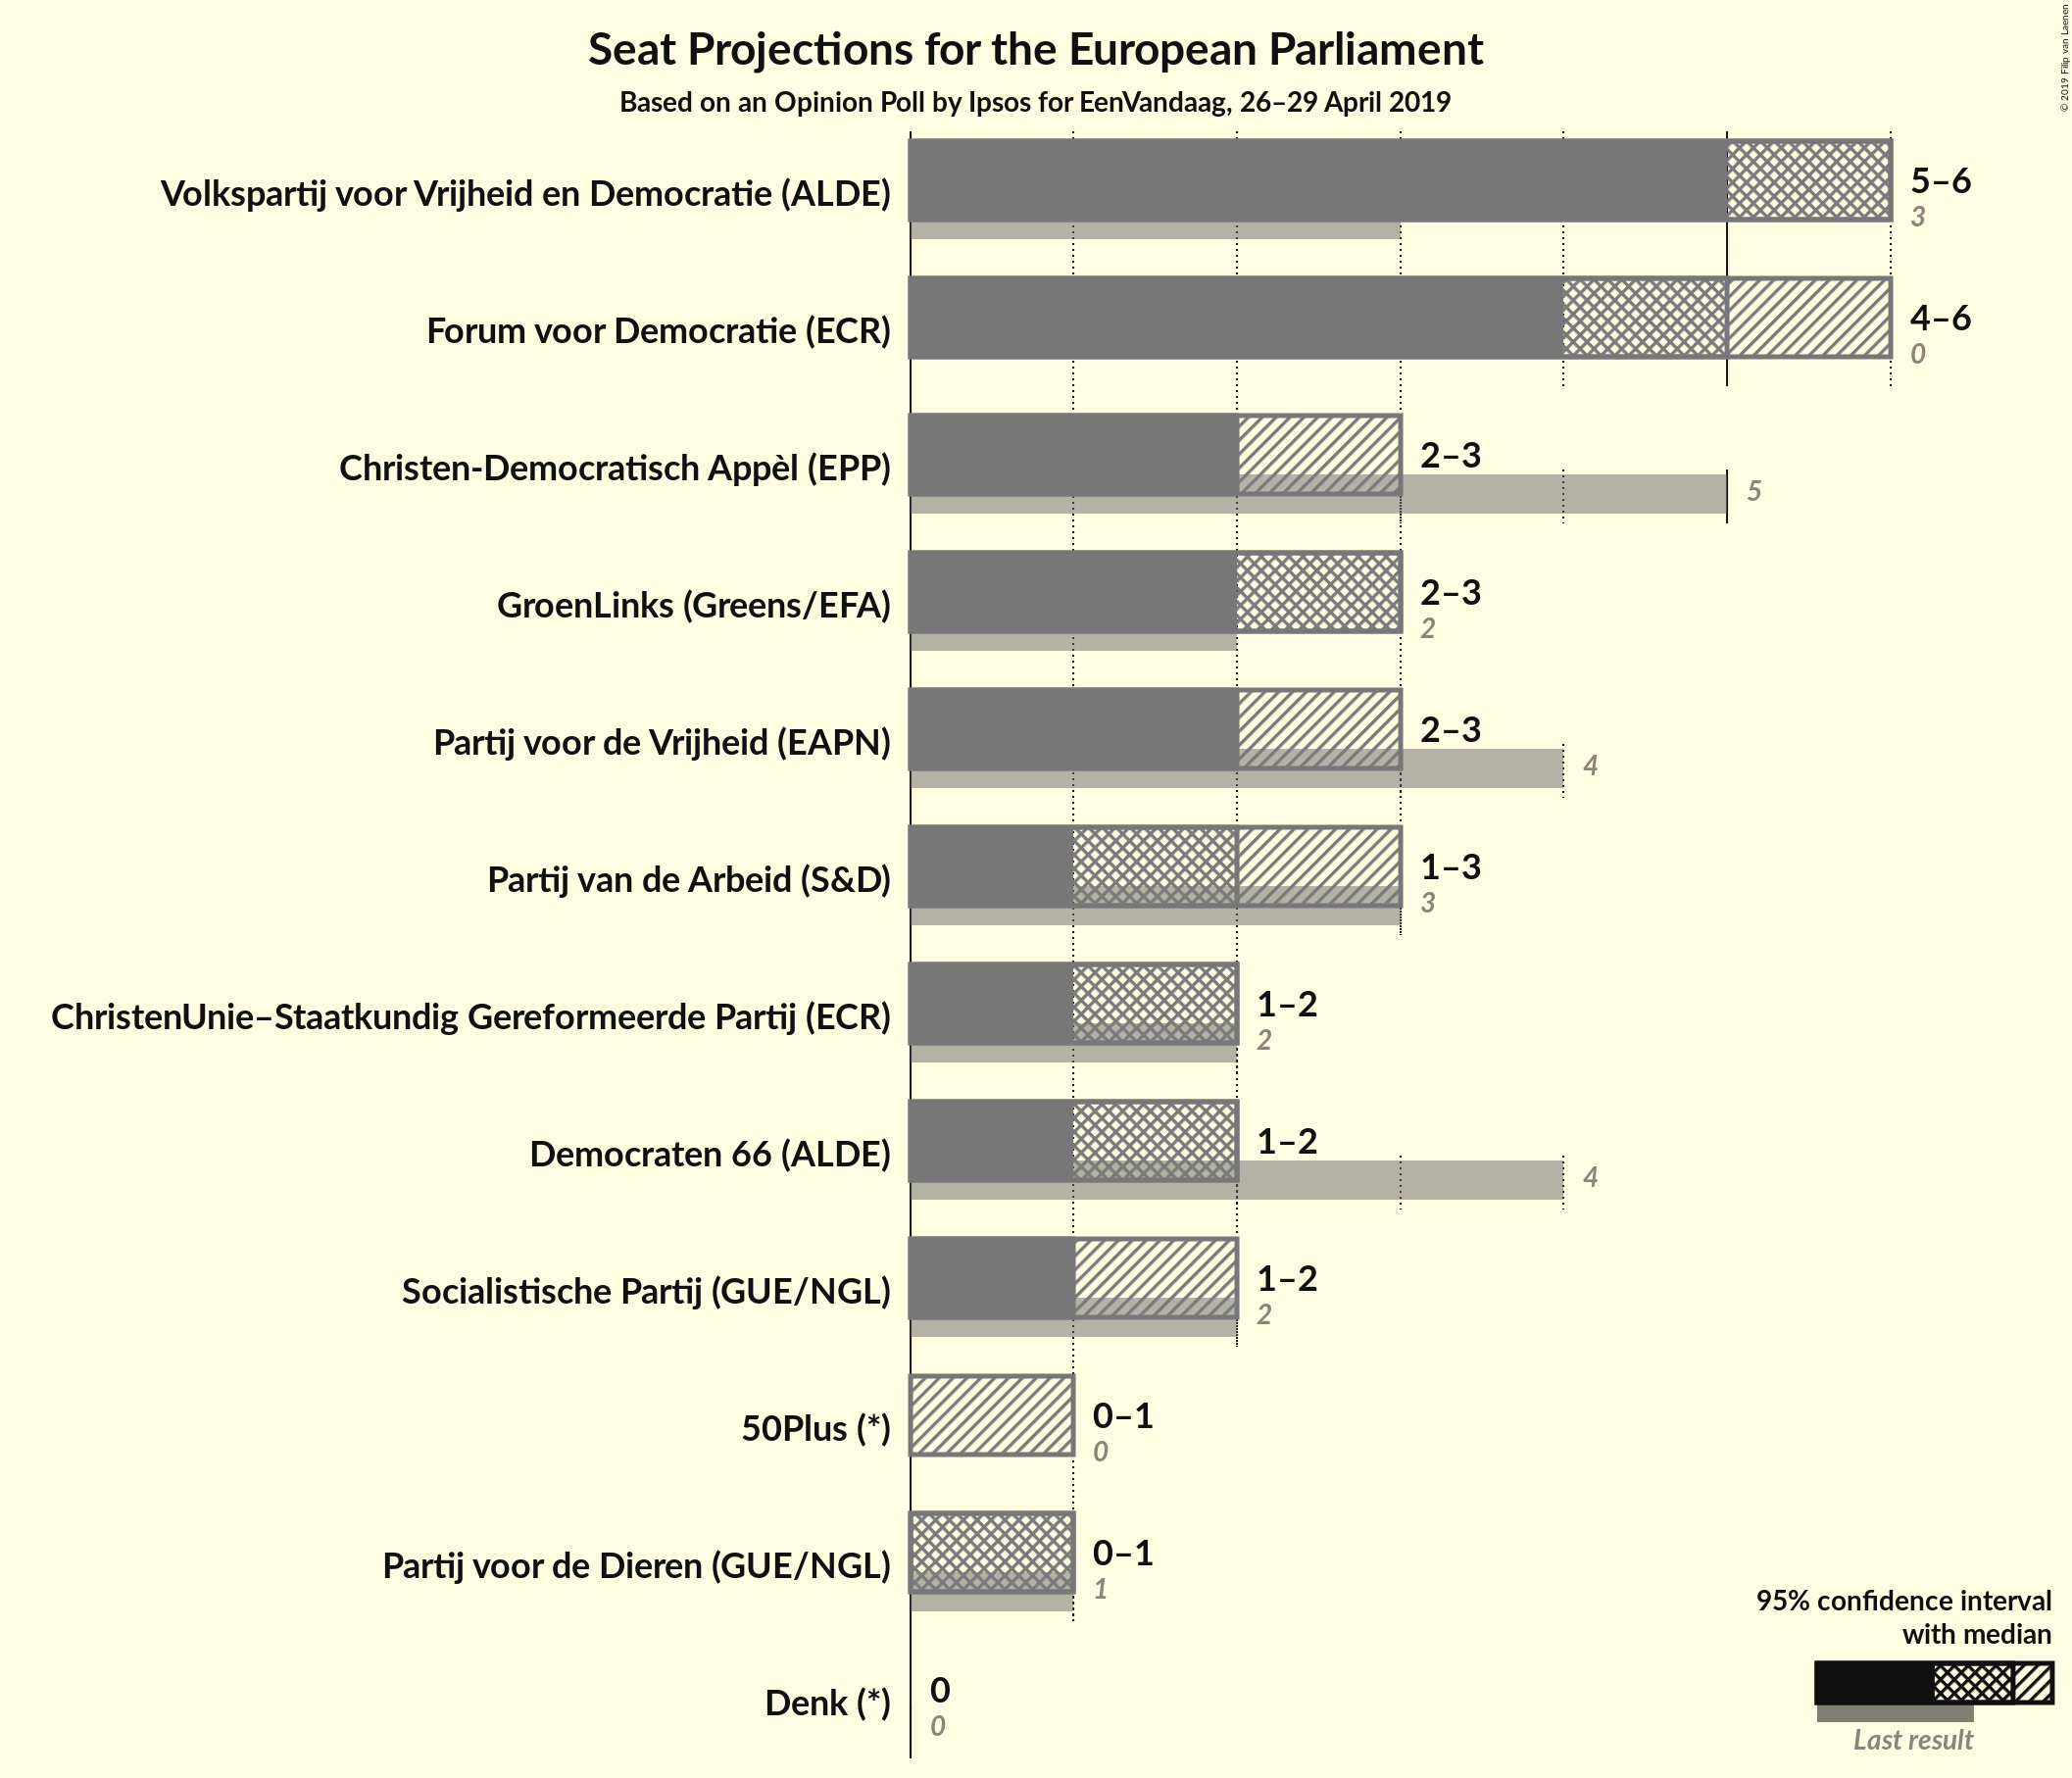 Seat Projections for the European Parliament
Based on an Opinion Poll by Ipsos for EenVandaag, 26–29 April 2019
© 2019 Filip van Laenen
Volkspartij voor Vrijheid en Democratie (ALDE)
5–6
3
Forum voor Democratie (ECR)
4–6
0
Christen-Democratisch Appèl (EPP)
2–3
5
GroenLinks (Greens/EFA)
2–3
2
Partij voor de Vrijheid (EAPN)
2–3
4
Partij van de Arbeid (S&D)
1–3
3
ChristenUnie–Staatkundig Gereformeerde Partij (ECR)
1–2
2
Democraten 66 (ALDE)
1–2
4
Socialistische Partij (GUE/NGL)
1–2
2
50Plus (*)
0–1
0
Partij voor de Dieren (GUE/NGL)
0–1
1
Denk (*)
0
0
95% confidence interval
with median
Last result